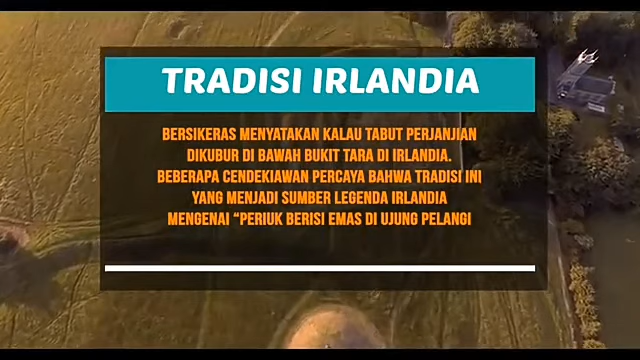 TRADISI IRLANDIA
BERSIKERAS MENYATAKAN KALAU TABUT PERJANJIAN
DIKUBUR DI BAWAH BUKIT TARA DI IRLANDIA.
BEBERAPA CENDEKIAWAN PERCAYA BAHWA TRADISI INI
YANG MENJADI SUMBER LEGENDA IRLANDIA
MENGENAI “PERIUK BERISI EMAS DI UJUNG PELANGI